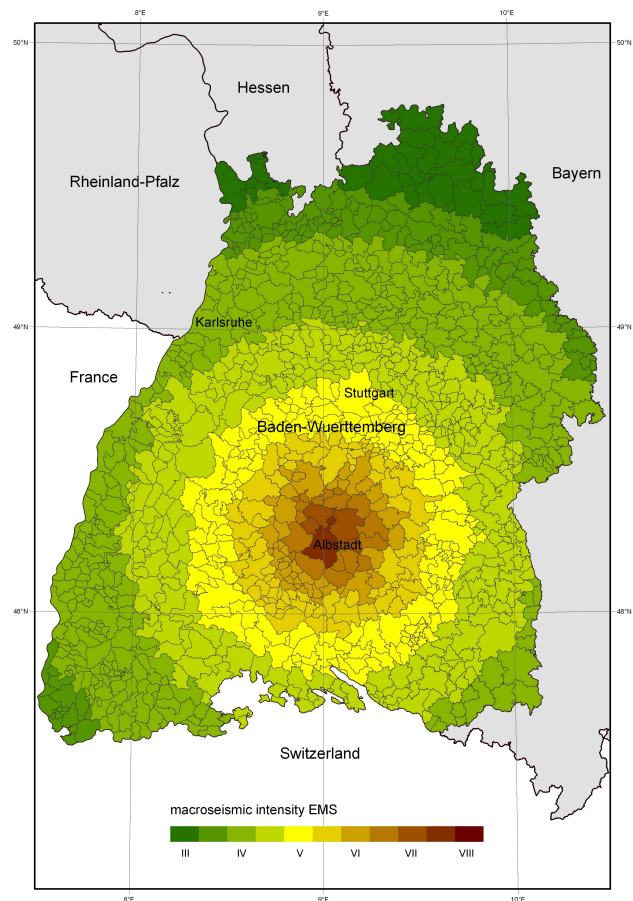 8°E 9°E 10°E
50°N 50°N
Hessen
Bayern
Rheinland-Pfalz
Karlsruhe
49°N 49°N
France
Stuttgart
Baden-Wuerttemberg
Albstadt
48°N 48°N
Switzerland
macroseismic intensity EMS
III IV V VI VII VIII
8°E 9°E 10°E